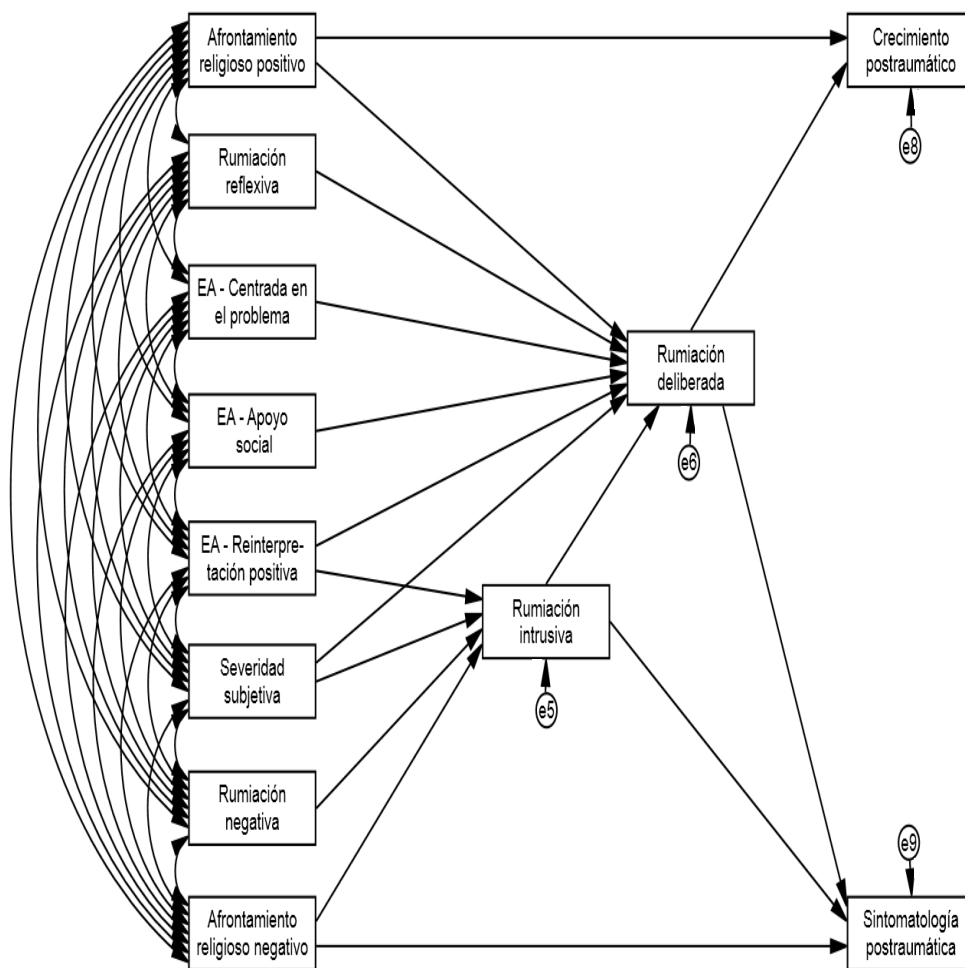 Afrontamiento
religioso positivo
Crecimiento
postraumático
e8
Rumiación
reflexiva
EA - Centrada en
el problema
Rumiación
deliberada
e6
EA - Apoyo
social
EA - Reinterpre-
tación positiva
Rumiación
intrusiva
e5
Severidad
subjetiva
Rumiación
negativa
e9
Afrontamiento
religioso negativo
Sintomatología
postraumática